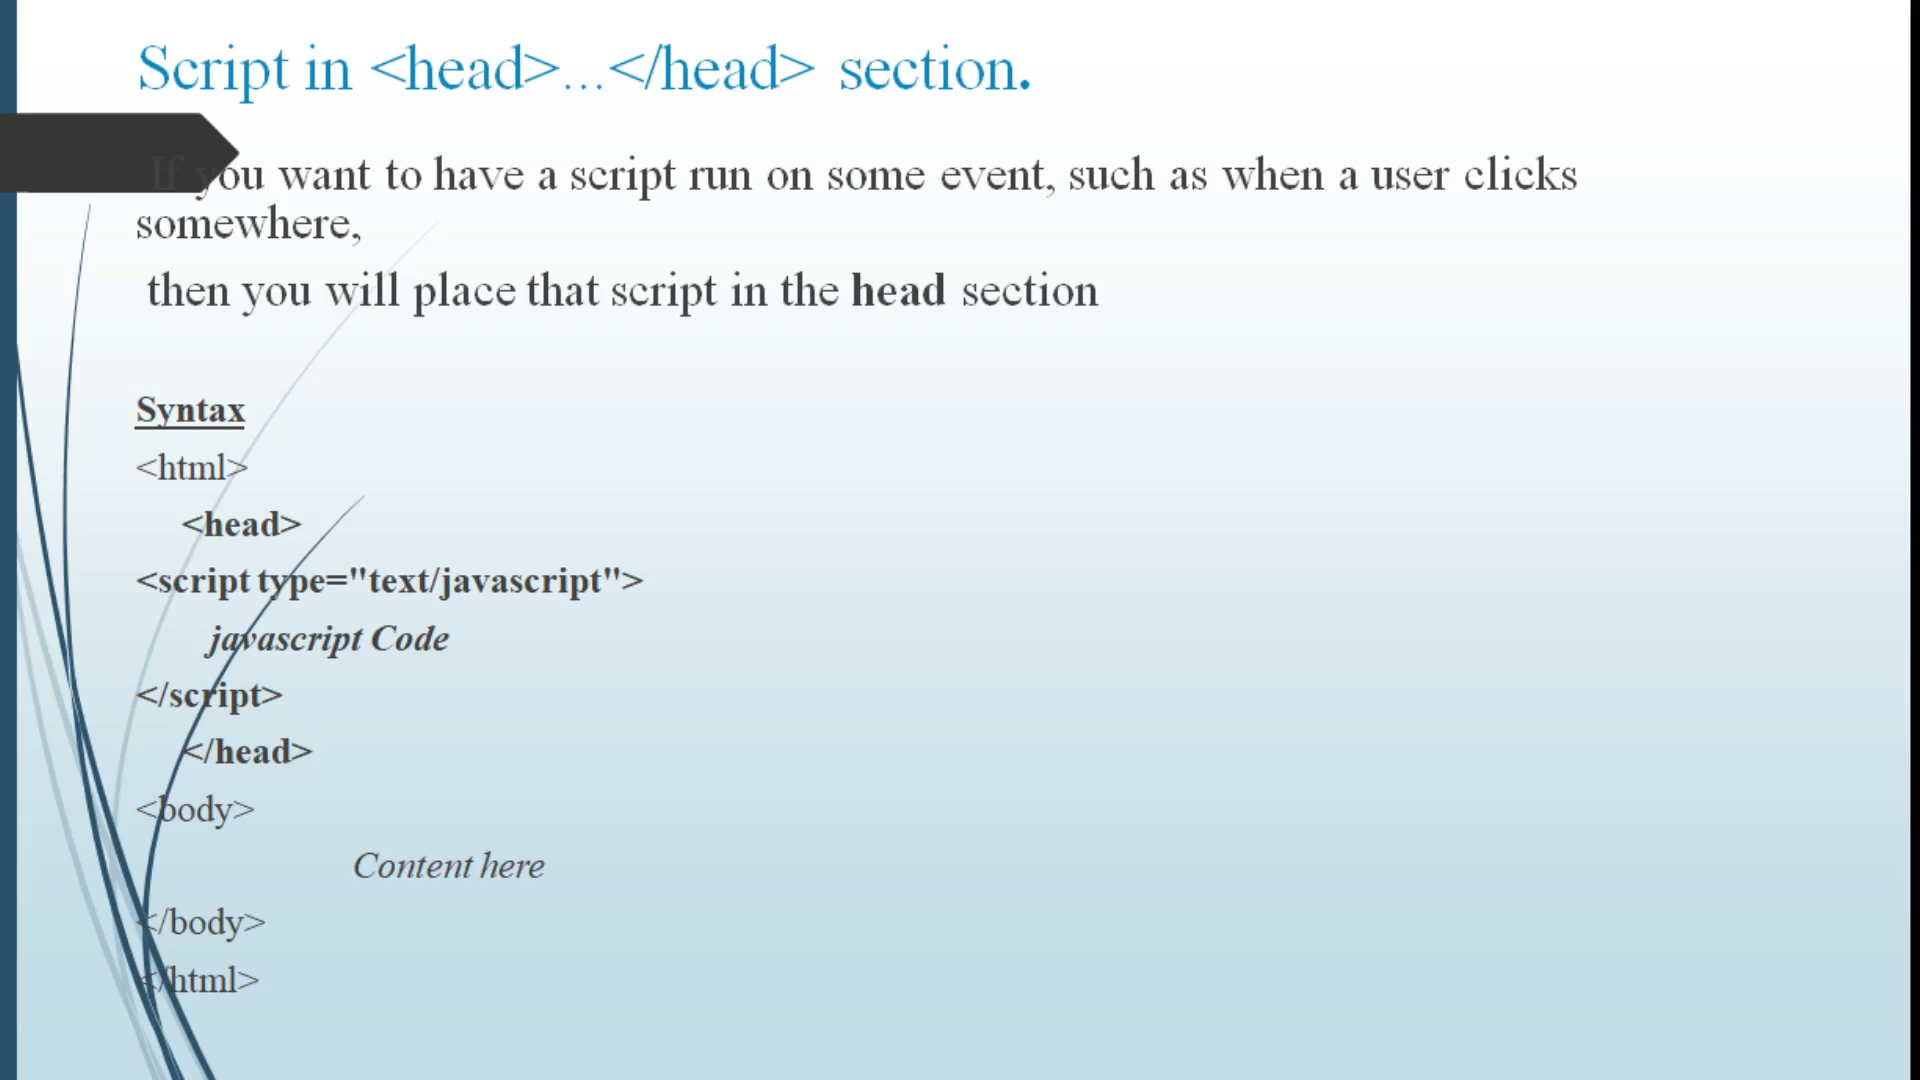 Script in <head>...</head> section.
If you want to have a script run on some event, such as when a user clicks
somewhere,
then you will place that script in the head section
Syntax
<html>
<head>
<script type="text/javascript">
javascript Code
</script>
</head>
<body>
Content here
</body>
</html>